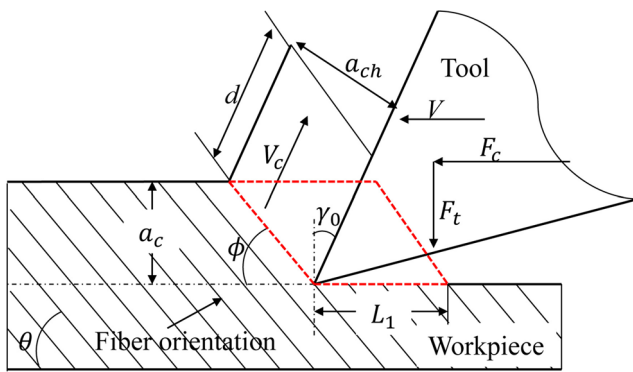 d
a_ch
Tool
V
V_c
F_c
F_t
a_c
γ_0
ϕ
L_1
θ
Fiber orientation
Workpiece